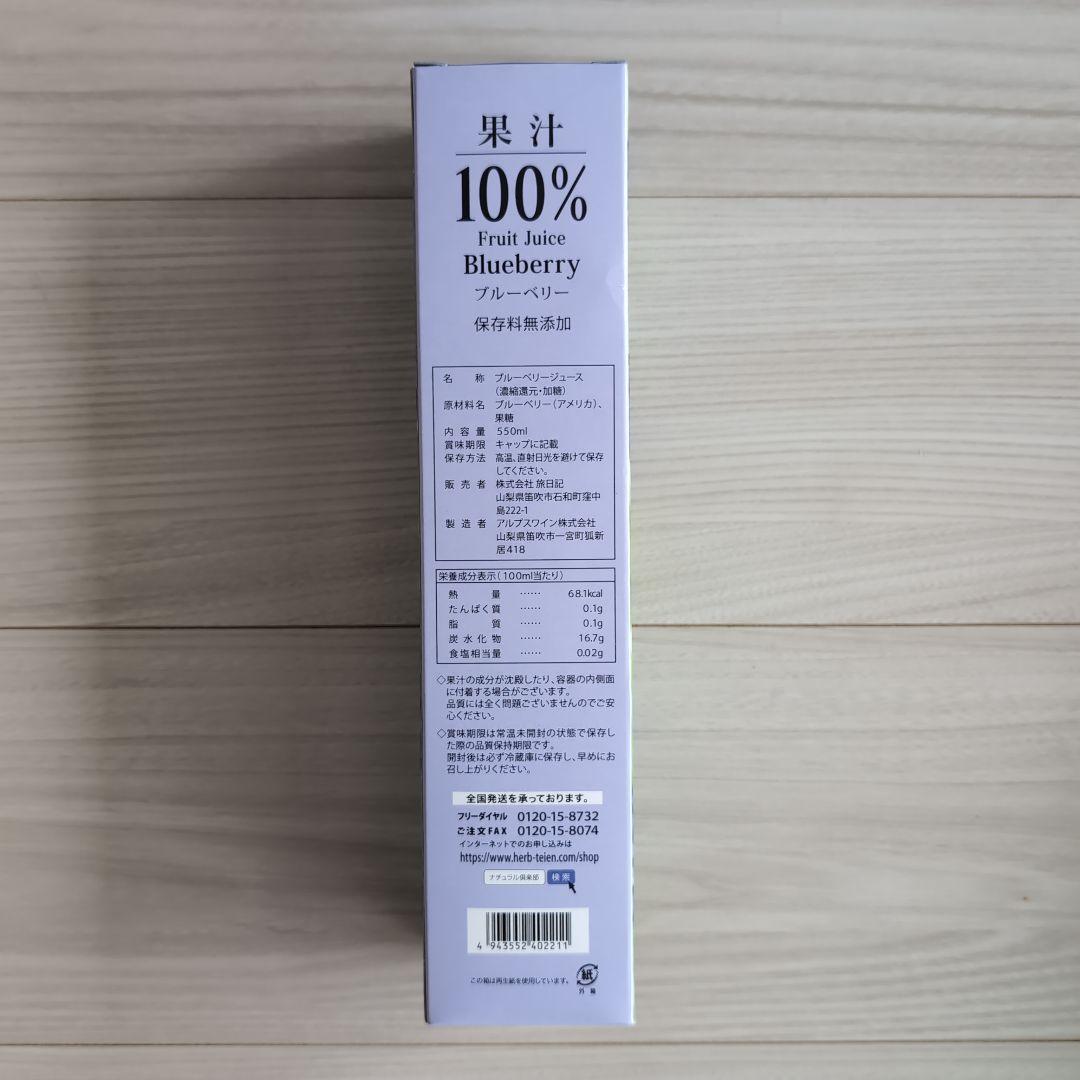 果汁
100%
Fruit Juice
Blueberry
ブルーベリー
保存料無添加
名称 ブルーベリージュース
（濃縮還元・加糖）
原材料名 ブルーベリー（アメリカ）、
果糖
内容量 550ml
賞味期限 キャップに記載
保存方法 高温、直射日光を避けて保存
してください。
販売者 株式会社 旅日記
山梨県笛吹市石和町窪中
島222-1
製造者 アルプスワイン株式会社
山梨県笛吹市一宮町狐新
居418
栄養成分表示（100ml当たり）
熱量 …… 68.1kcal
たんぱく質 …… 0.1g
脂質 …… 0.1g
炭水化物 …… 16.7g
食塩相当量 …… 0.02g
◇果汁の成分が沈殿したり、容器の内側面
に付着する場合がございます。
品質には全く問題ございませんのでご安
心ください。
◇賞味期限は常温未開封の状態で保存し
た際の品質保持期限です。
開封後は必ず冷蔵庫に保存し、早めにお
召し上がりください。
全国発送を承っております。
フリーダイヤル 0120-15-8732
ご注文FAX 0120-15-8074
インターネットでのお申し込みは
https://www.herb-teien.com/shop
ナチュラル倶楽部 検索
4 943552 402211
この箱は再生紙を使用しています。
紙
外箱